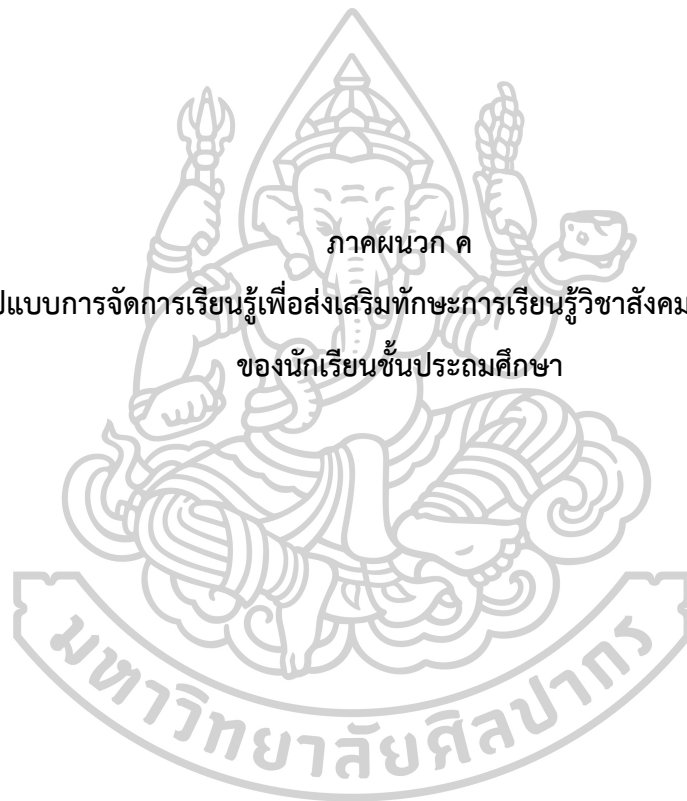 ภาคผนวก ค
ปแบบการจัดการเรียนรู้เพื่อส่งเสริมทักษะการเรียนรู้วิชาสังคม
ของนักเรียนชั้นประถมศึกษา
มหาวิทยาลัยศิลปากร